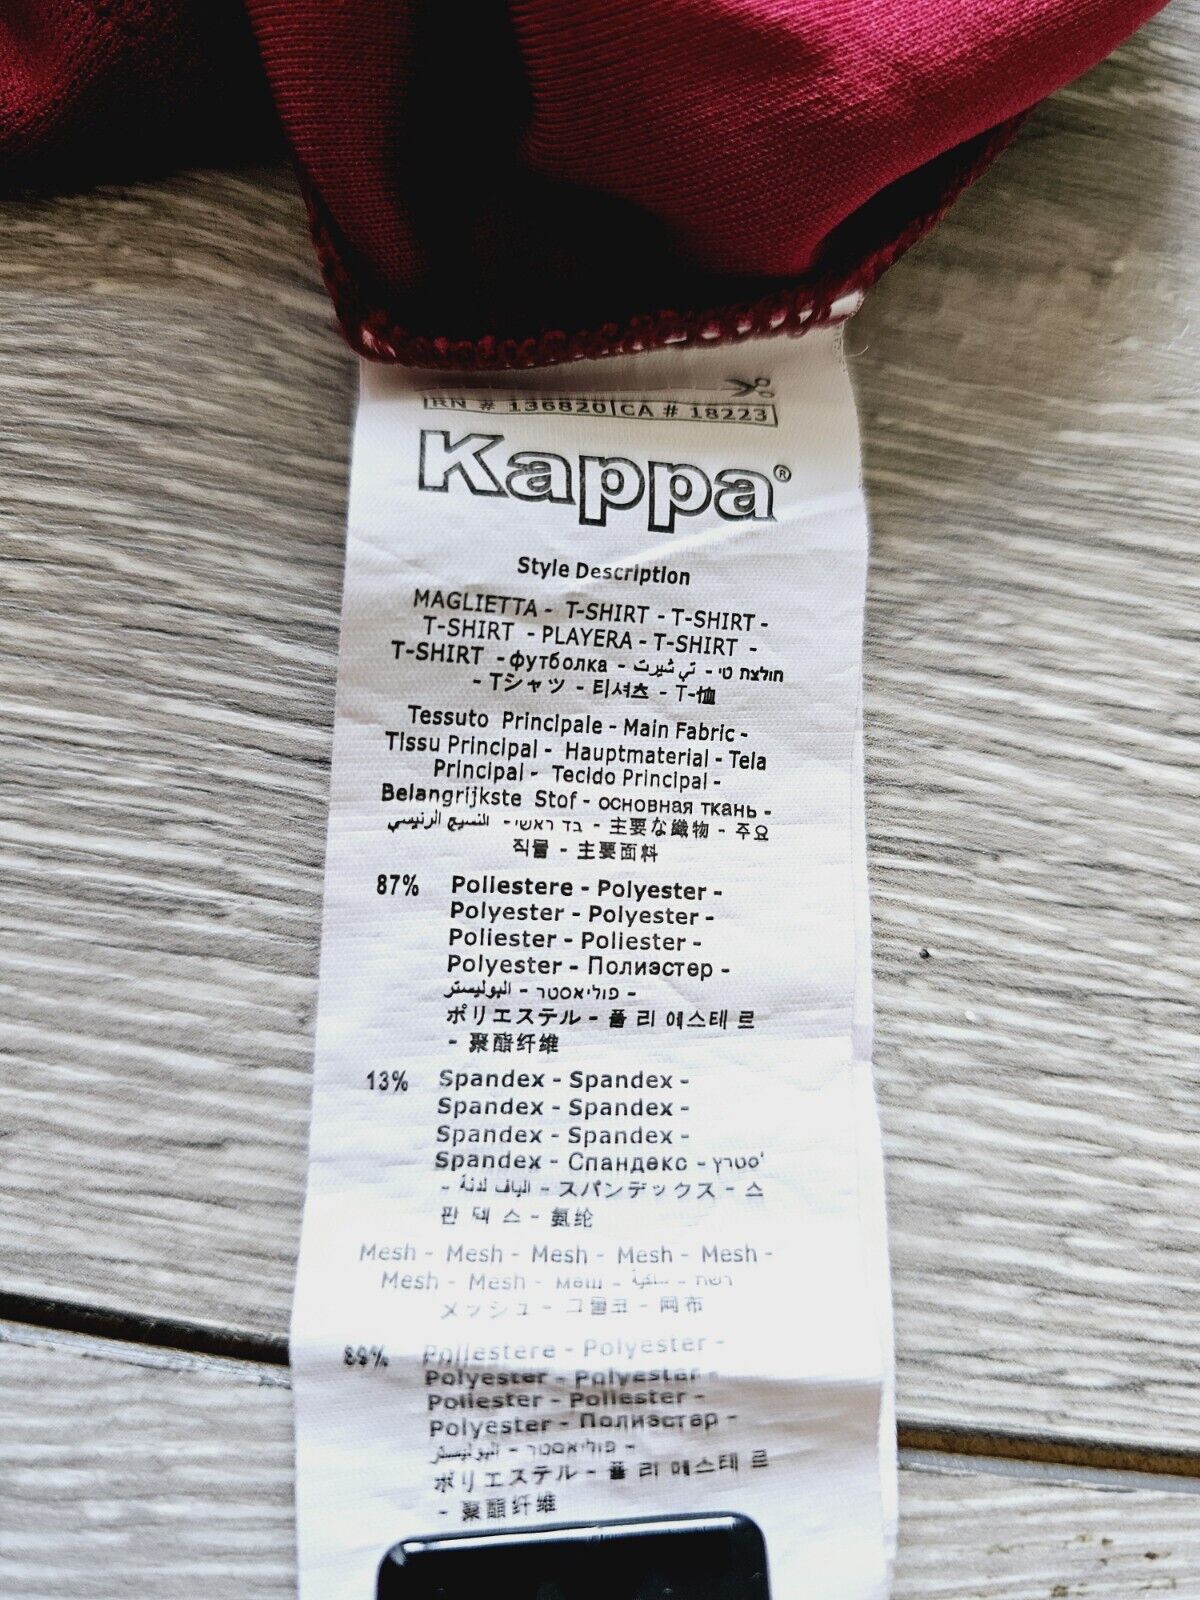 RN # 136820 CA # 18223
Kappa®
Style Description
MAGLIETTA - T-SHIRT - T-SHIRT -
T-SHIRT - PLAYERA - T-SHIRT -
T-SHIRT - футболка - تي شيرت - חולצת טי
- Tシャツ - 티셔츠 - T-恤
Tessuto Principale - Main Fabric -
Tissu Principal - Hauptmaterial - Tela
Principal - Tecido Principal -
Belangrijkste Stof - основная ткань -
النسيج الرئيسي - בד ראשי - 主要な織物 - 주요
직물 - 主要面料
87% Poliestere - Polyester -
Polyester - Polyester -
Poliester - Poliester -
Polyester - Полиэстер -
البوليستر - פוליאסטר -
ポリエステル - 폴리에스테르
- 聚酯纤维
13% Spandex - Spandex -
Spandex - Spandex -
Spandex - Spandex -
Spandex - Спандекс - סטרץ'
- - スパンデックス - 스
판덱스 - 氨纶
Mesh - Mesh - Mesh - Mesh - Mesh -
Mesh - Mesh - Меш - - רשת
メッシュ - - 网布
89% Poliestere - Polyester -
Polyester - Polyester -
Poliester - Poliester -
Polyester - Полиэстер -
البوليستر - פוליאסטר -
ポリエステル - 폴리에스테르
- 聚酯纤维